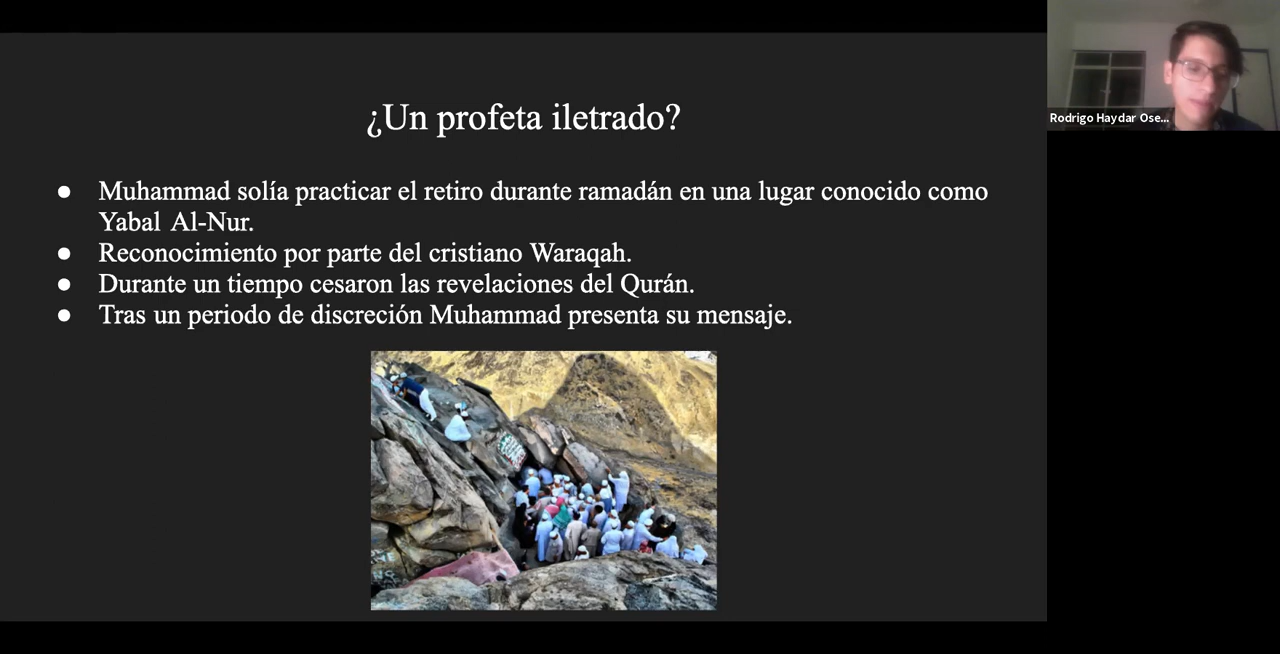 ¿Un profeta iletrado?
● Muhammad solía practicar el retiro durante ramadán en una lugar conocido como
Yabal Al-Nur.
● Reconocimiento por parte del cristiano Waraqah.
● Durante un tiempo cesaron las revelaciones del Qurán.
● Tras un periodo de discreción Muhammad presenta su mensaje.
Rodrigo Haydar Ose...